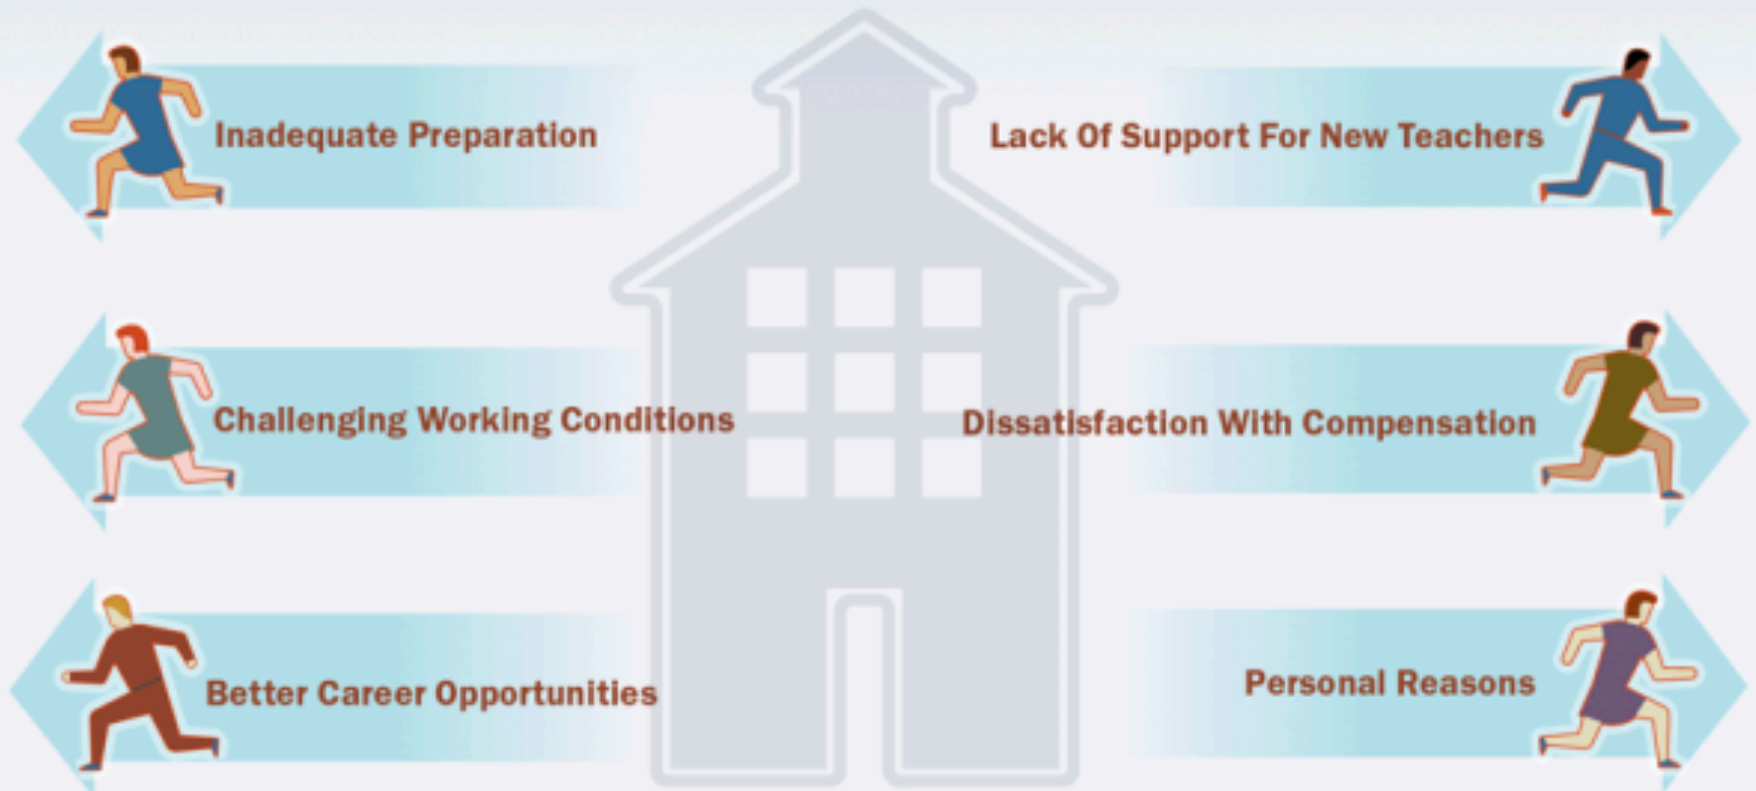 Inadequate Preparation
Lack Of Support For New Teachers
Challenging Working Conditions
Dissatisfaction With Compensation
Better Career Opportunities
Personal Reasons